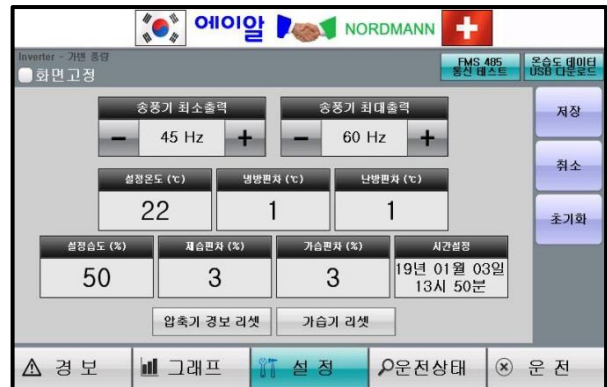 에이알 NORDMANN
Inverter - 가변 풍량
화면고정
FMS 485
통신 테스트
온습도 데이터
USB 다운로드
송풍기 최소출력 송풍기 최대출력
− 45 Hz + − 60 Hz +
저장
설정온도 (℃) 냉방편차 (℃) 난방편차 (℃)
취소
22 1 1
초기화
설정습도 (%) 제습편차 (%) 가습편차 (%) 시간설정
50 3 3 19년 01월 03일
13시 50분
압축기 경보 리셋 가습기 리셋
경 보 그래프 설 정 운전상태 운 전